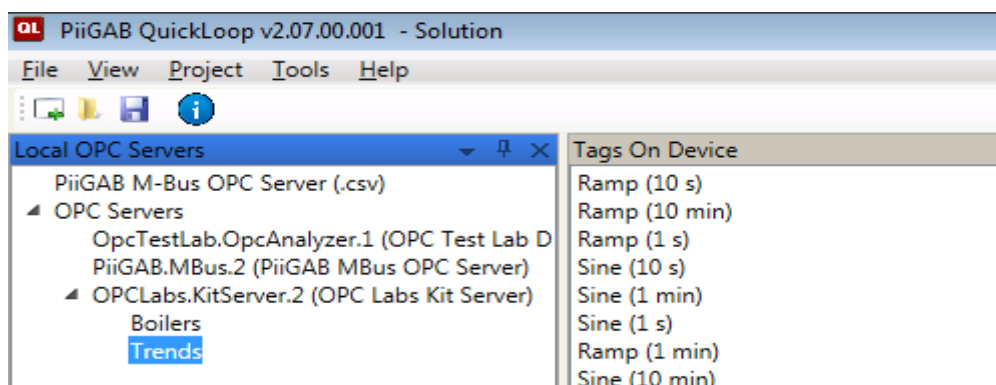 QL PiiGAB QuickLoop v2.07.00.001 - Solution
File View Project Tools Help
Local OPC Servers
PiiGAB M-Bus OPC Server (.csv)
OPC Servers
OpcTestLab.OpcAnalyzer.1 (OPC Test Lab D
PiiGAB.MBus.2 (PiiGAB MBus OPC Server)
OPCLabs.KitServer.2 (OPC Labs Kit Server)
Boilers
Trends
Tags On Device
Ramp (10 s)
Ramp (10 min)
Ramp (1 s)
Sine (10 s)
Sine (1 min)
Sine (1 s)
Ramp (1 min)
Sine (10 min)